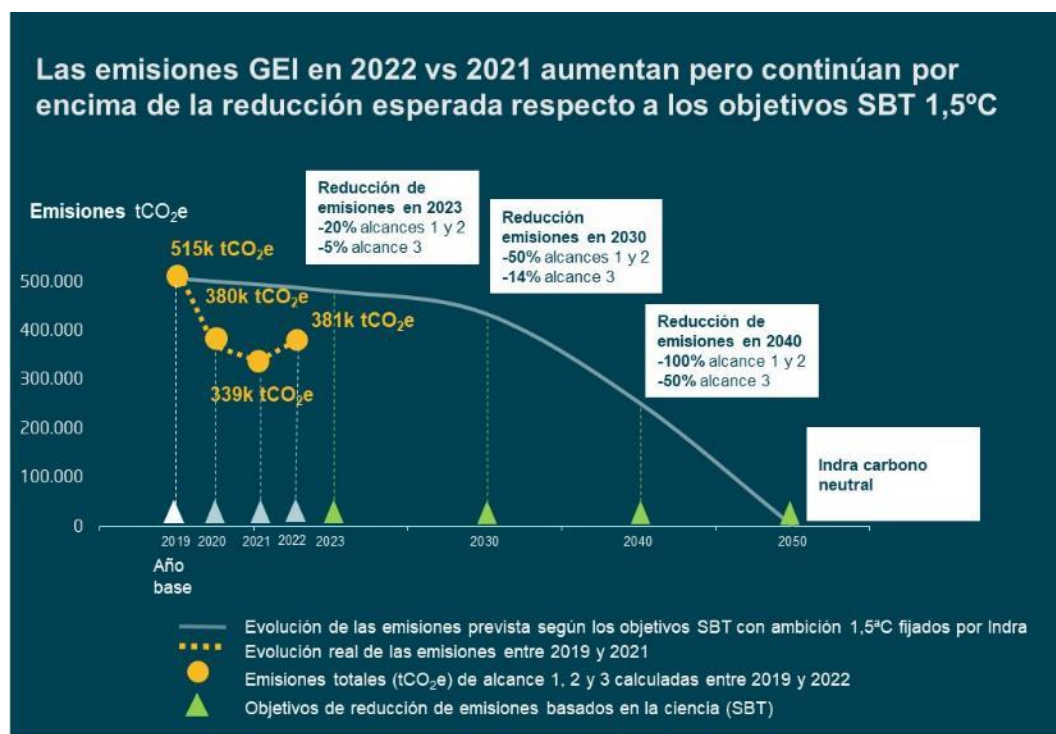 Las emisiones GEI en 2022 vs 2021 aumentan pero continúan por
encima de la reducción esperada respecto a los objetivos SBT 1,5ºC
Emisiones tCO₂e
Reducción de
emisiones en 2023
-20% alcances 1 y 2
-5% alcance 3
Reducción
emisiones en 2030
-50% alcances 1 y 2
-14% alcance 3
Reducción de
emisiones en 2040
-100% alcance 1 y 2
-50% alcance 3
Indra carbono
neutral
515k tCO₂e
380k tCO₂e
381k tCO₂e
339k tCO₂e
500.000
400.000
300.000
200.000
100.000
0
2019
2020
2021
2022
2023
2030
2040
2050
Año
base
Evolución de las emisiones prevista según los objetivos SBT con ambición 1,5ªC fijados por Indra
Evolución real de las emisiones entre 2019 y 2021
Emisiones totales (tCO₂e) de alcance 1, 2 y 3 calculadas entre 2019 y 2022
Objetivos de reducción de emisiones basados en la ciencia (SBT)